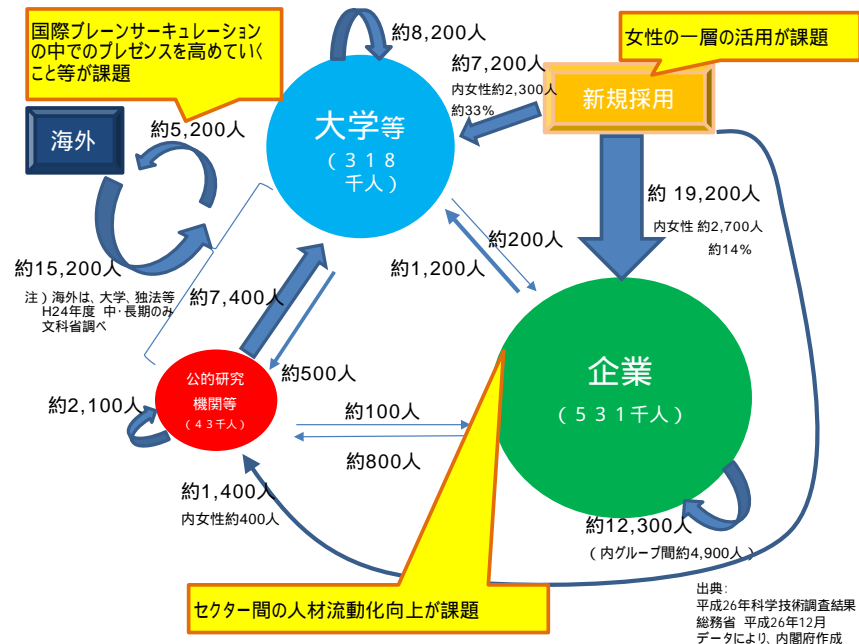 国際ブレーンサーキュレーション
の中でのプレゼンスを高めていく
こと等が課題
約8,200人
女性の一層の活用が課題
約7,200人
内女性約2,300人
約33%
新規採用
海外
約5,200人
大学等
(318
千人)
約 19,200人
内女性 約2,700人
約14%
約200人
約1,200人
約15,200人
注)海外は、大学、独法等
H24年度 中・長期のみ
文科省調べ
約7,400人
約500人
公的研究
機関等
(43千人)
約2,100人
企業
(531千人)
約100人
約800人
約1,400人
内女性約400人
約12,300人
(内グループ間約4,900人)
セクター間の人材流動化向上が課題
出典:
平成26年科学技術調査結果
総務省 平成26年12月
データにより、内閣府作成